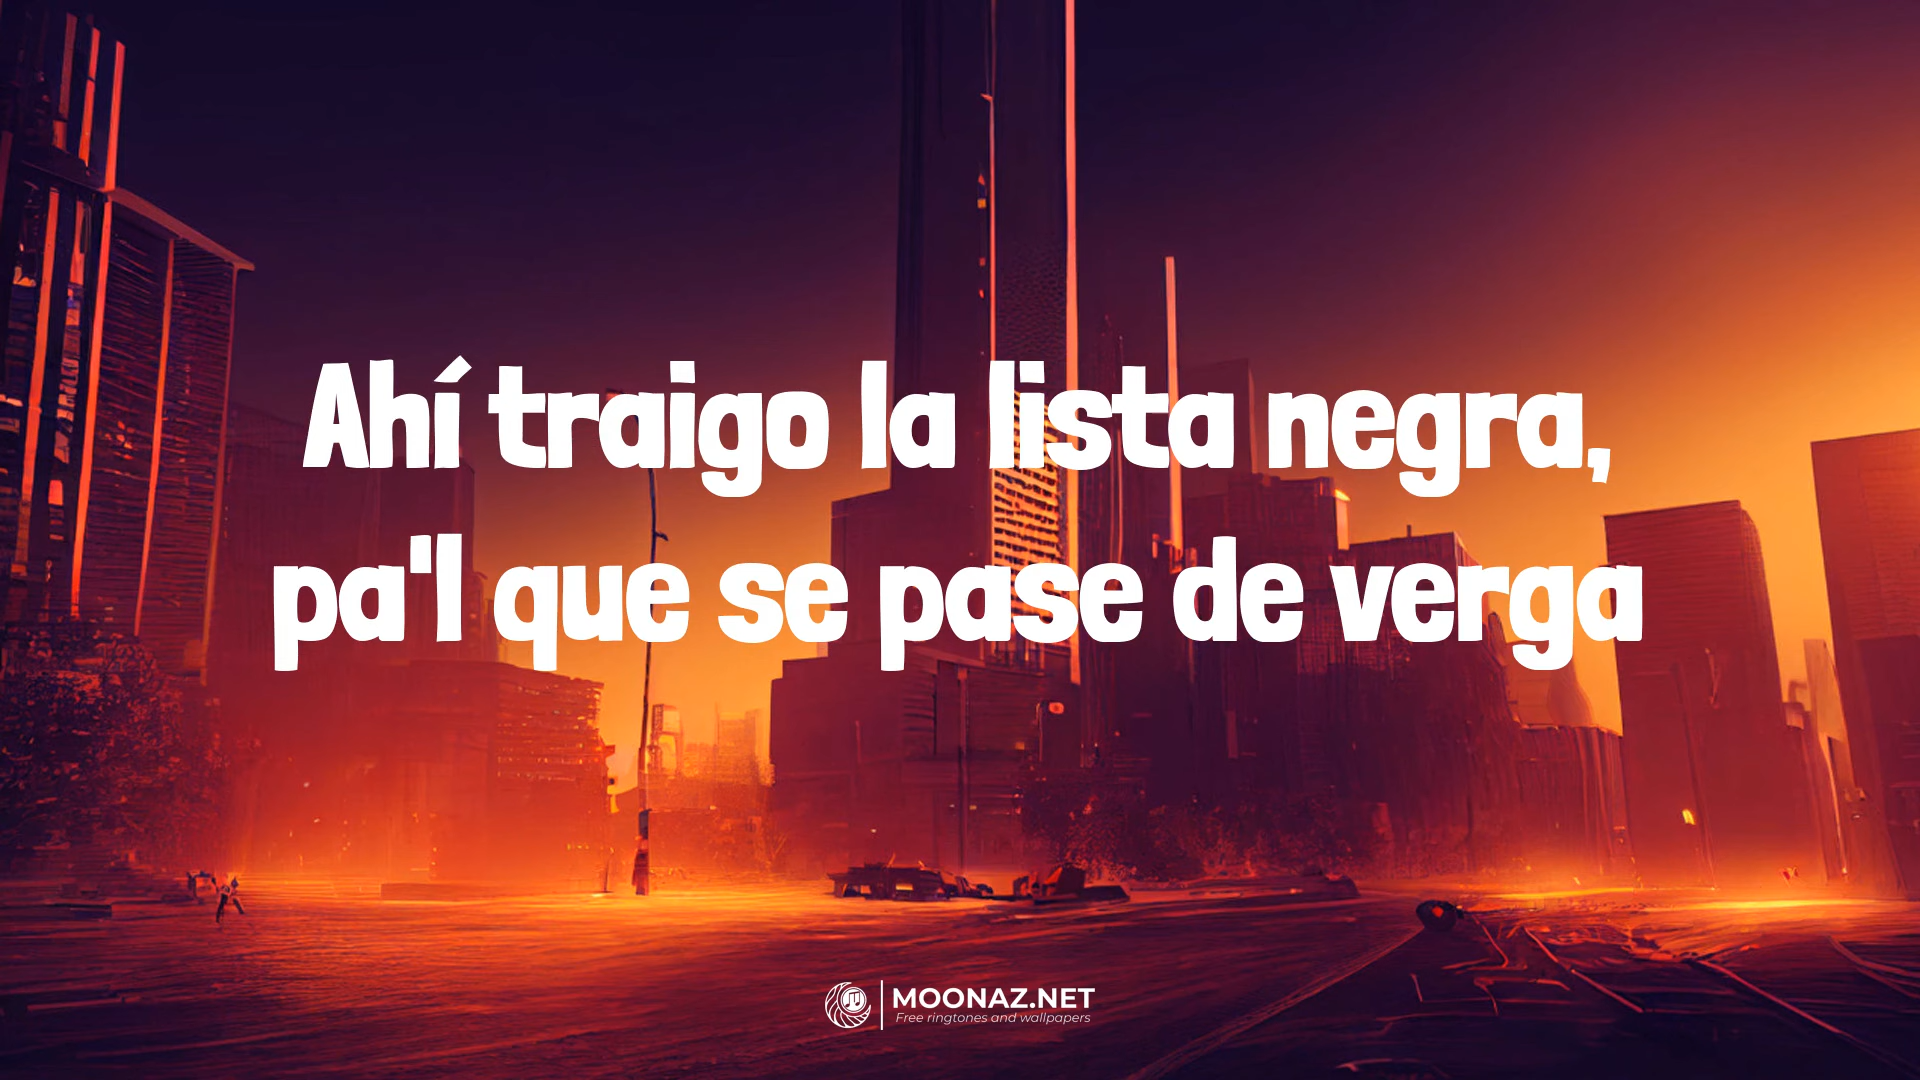 Ahí traigo la lista negra,
pa'l que se pase de verga
MOONAZ.NET
Free ringtones and wallpapers